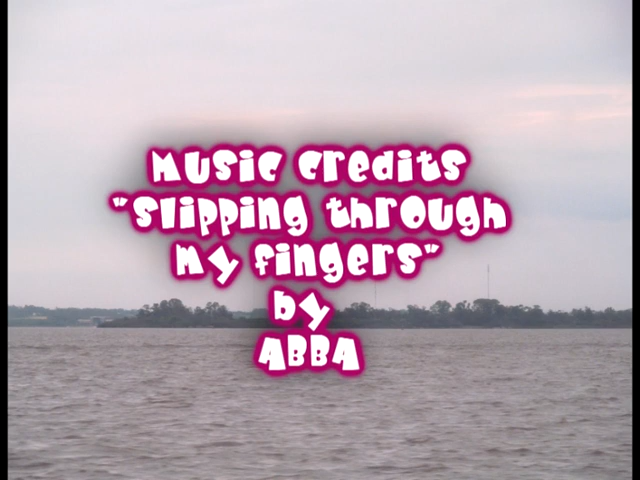 Music credits
"slipping through
my fingers"
by
ABBA